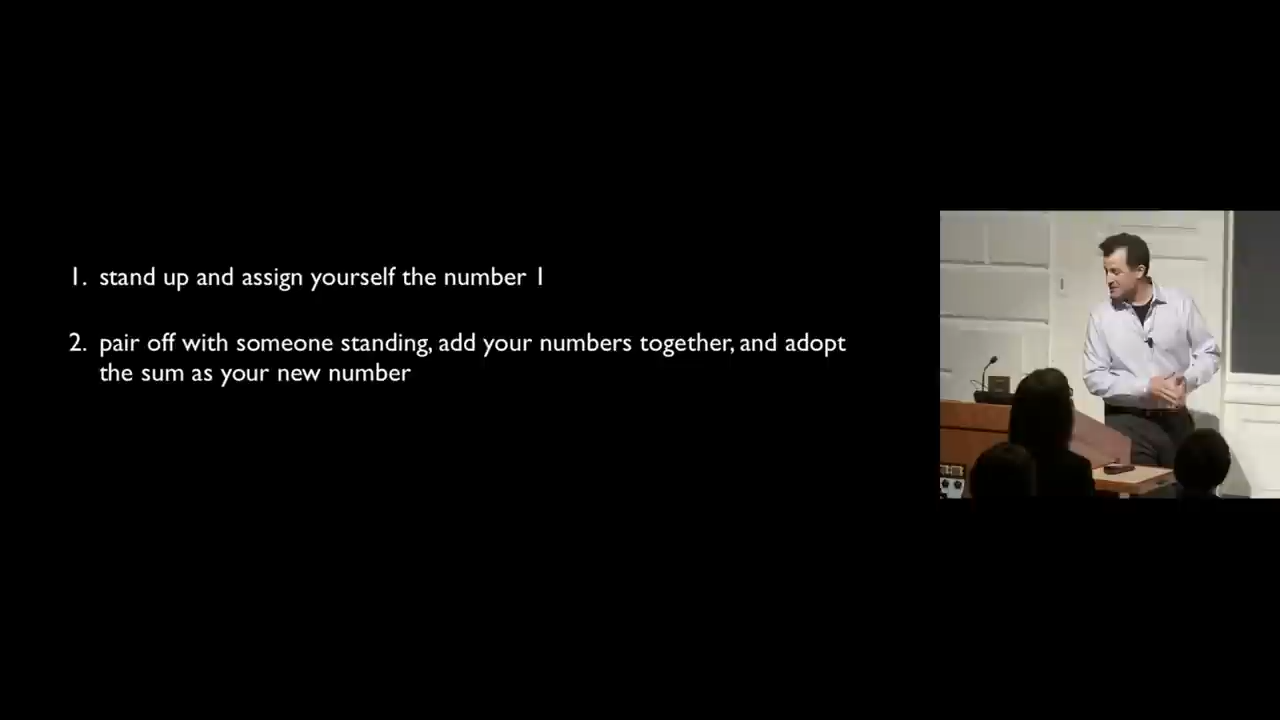 1. stand up and assign yourself the number 1
2. pair off with someone standing, add your numbers together, and adopt
the sum as your new number